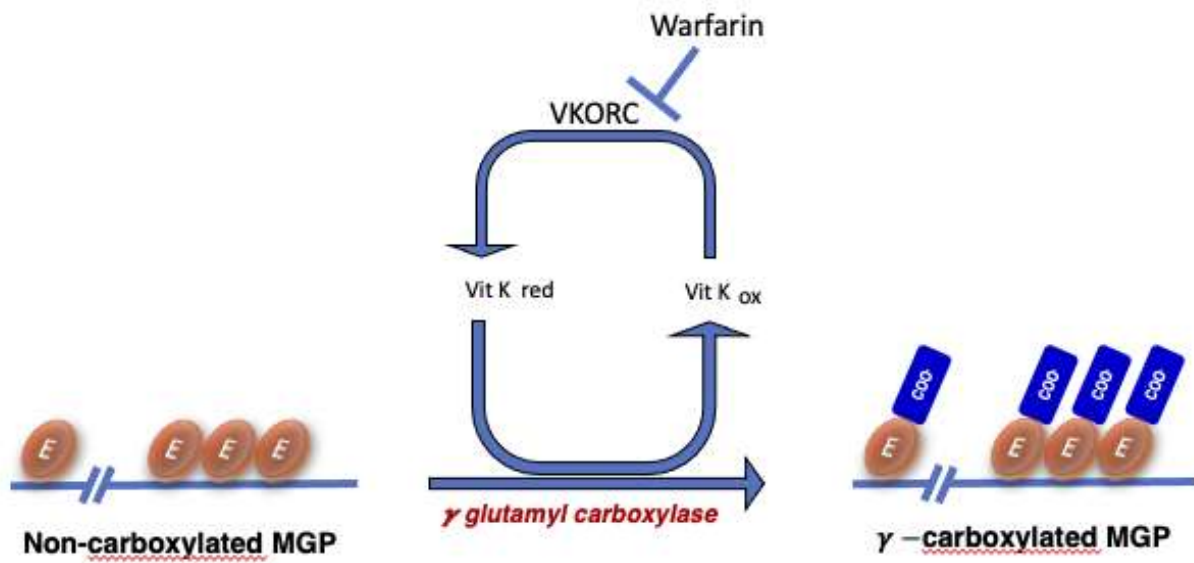 Warfarin
VKORC
Vit K red
Vit K ox
COO-
COO-
COO-
COO-
E
E
E
E
E
E
E
E
γ glutamyl carboxylase
Non-carboxylated MGP
γ –carboxylated MGP